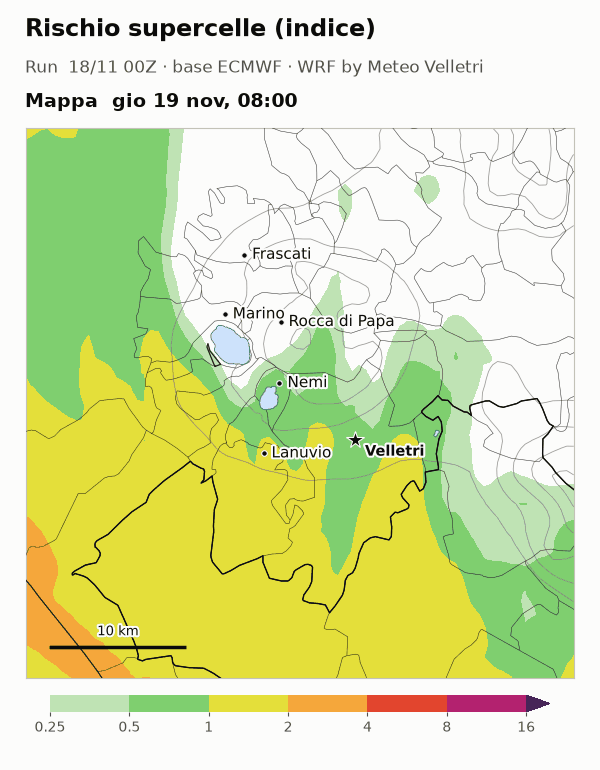 Rischio supercelle (indice)
Run  18/11 00Z · base ECMWF · WRF by Meteo Velletri
Mappa  gio 19 nov, 08:00
Frascati
Marino
Rocca di Papa
Nemi
Velletri
Lanuvio
10 km
0.25 0.5 1 2 4 8 16